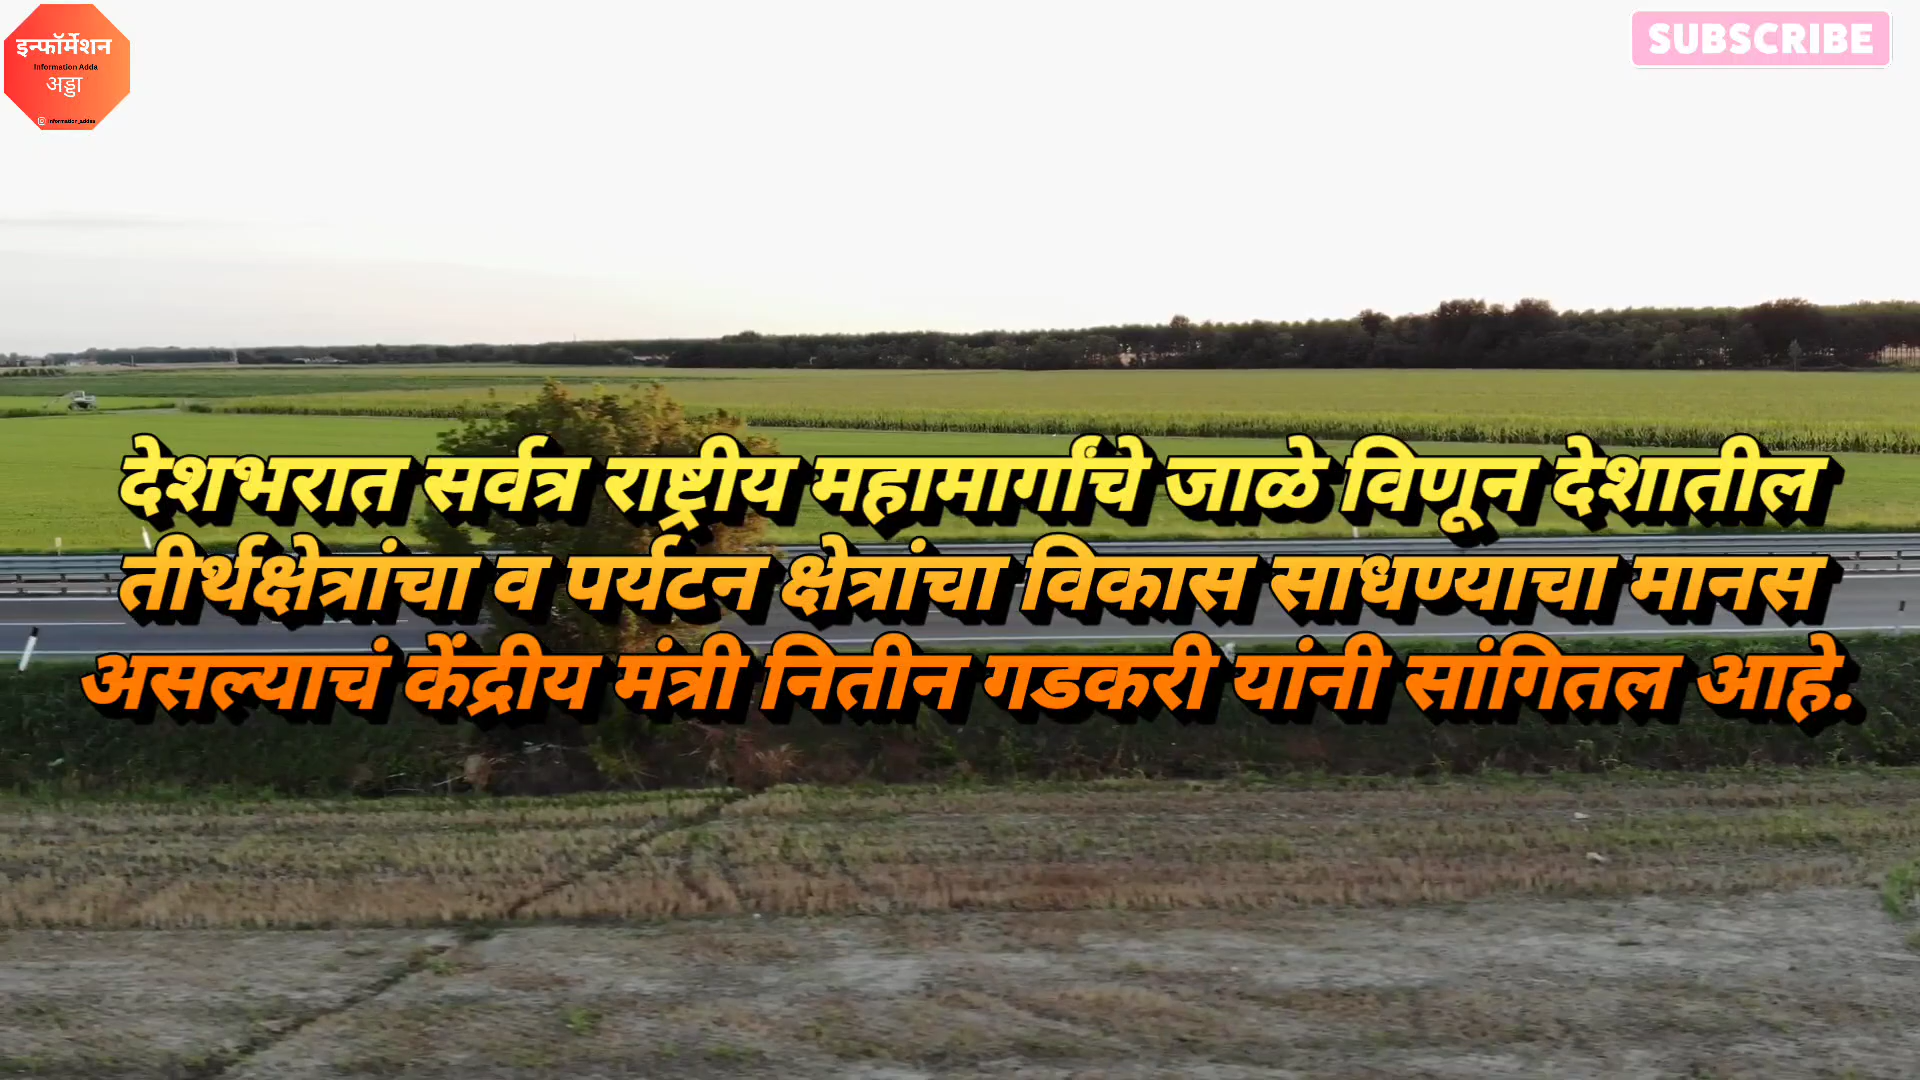 इन्फॉर्मेशन
Information Adda
अड्डा
SUBSCRIBE
देशभरात सर्वत्र राष्ट्रीय महामार्गांचे जाळे विणून देशातील
तीर्थक्षेत्रांचा व पर्यटन क्षेत्रांचा विकास साधण्याचा मानस
असल्याचं केंद्रीय मंत्री नितीन गडकरी यांनी सांगितल आहे.